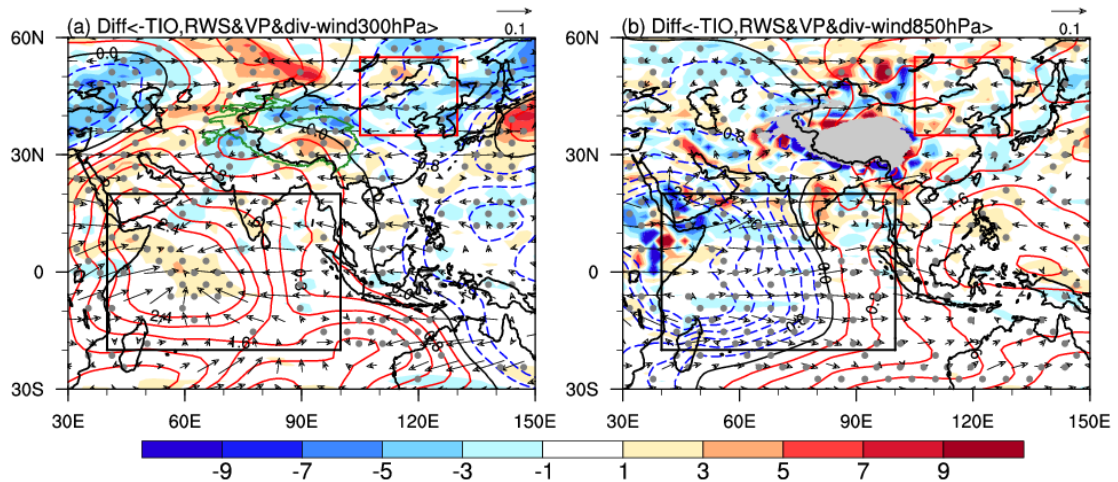 (a) Diff<-TIO,RWS&VP&div-wind300hPa>
0.1
(b) Diff<-TIO,RWS&VP&div-wind850hPa>
0.1
60N
30N
0
30S
30E 60E 90E 120E 150E
60N
30N
0
30S
30E 60E 90E 120E 150E
-9 -7 -5 -3 -1 1 3 5 7 9